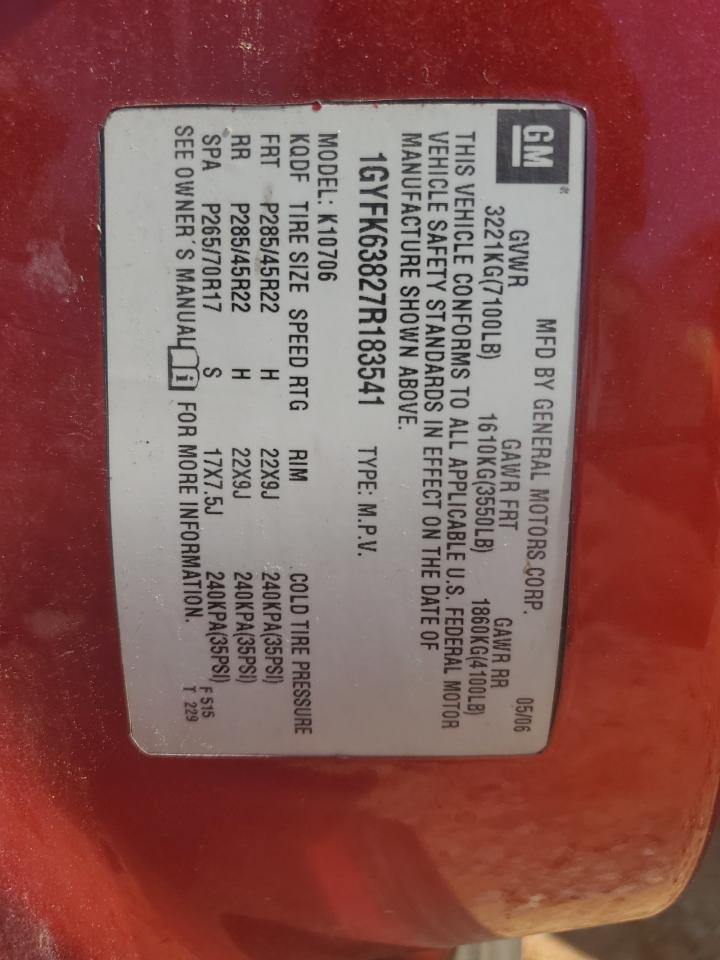 GM
MFD BY GENERAL MOTORS CORP. 05/06
GVWR GAWR FRT GAWR RR
3221KG(7100LB) 1610KG(3550LB) 1860KG(4100LB)
THIS VEHICLE CONFORMS TO ALL APPLICABLE U.S. FEDERAL MOTOR
VEHICLE SAFETY STANDARDS IN EFFECT ON THE DATE OF
MANUFACTURE SHOWN ABOVE.
1GYFK63827R183541 TYPE: M.P.V.
MODEL: K10706
KQDF TIRE SIZE SPEED RTG RIM COLD TIRE PRESSURE
FRT P285/45R22 H 22X9J 240KPA(35PSI)
RR P285/45R22 H 22X9J 240KPA(35PSI)
SPA P265/70R17 S 17X7.5J 240KPA(35PSI)
SEE OWNER'S MANUAL i FOR MORE INFORMATION.
F 515
T 229